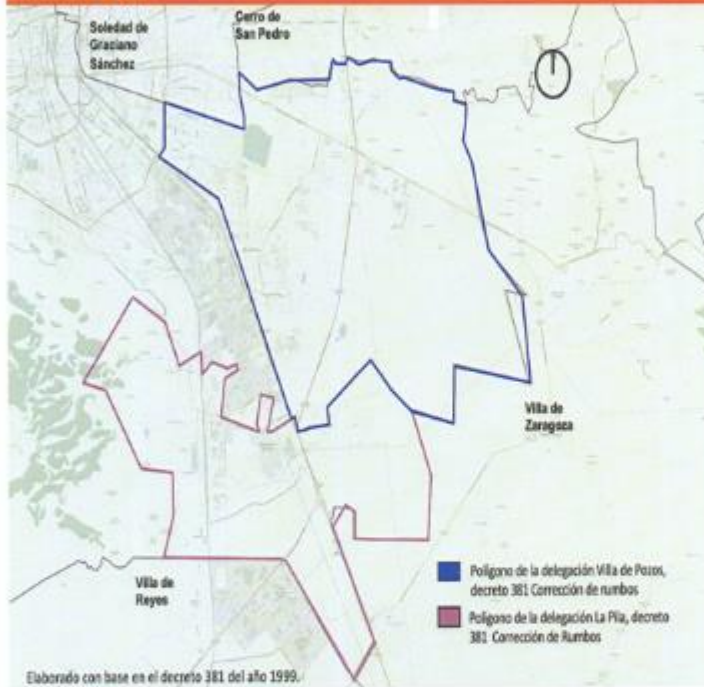 Soledad de
Graciano
Sánchez
Cerro de
San Pedro
Villa de
Zaragoza
Villa de
Reyes
Polígono de la delegación Villa de Pozos,
decreto 381 Corrección de rumbos
Polígono de la delegación La Pila, decreto
381 Corrección de Rumbos
Elaborado con base en el decreto 381 del año 1999.